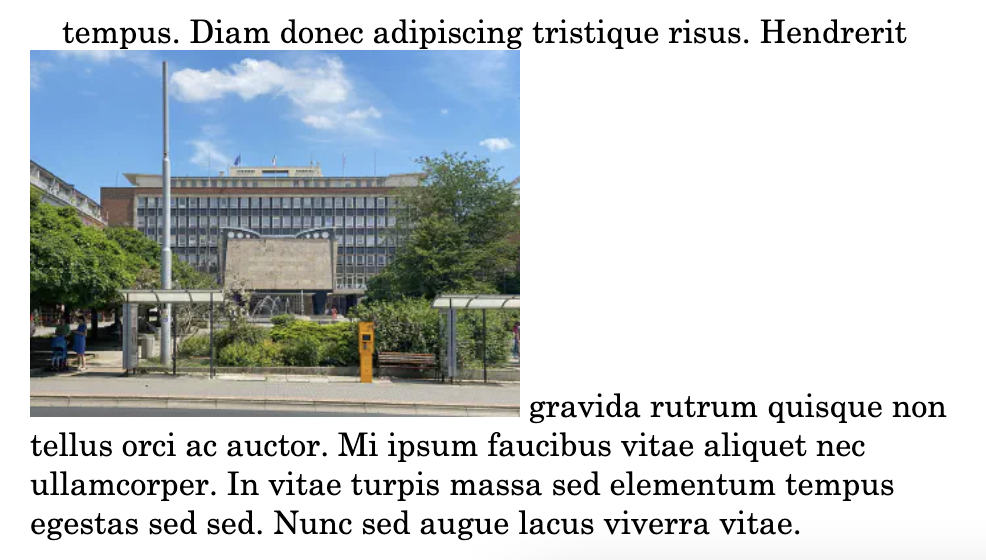 tempus. Diam donec adipiscing tristique risus. Hendrerit
gravida rutrum quisque non
tellus orci ac auctor. Mi ipsum faucibus vitae aliquet nec
ullamcorper. In vitae turpis massa sed elementum tempus
egestas sed sed. Nunc sed augue lacus viverra vitae.